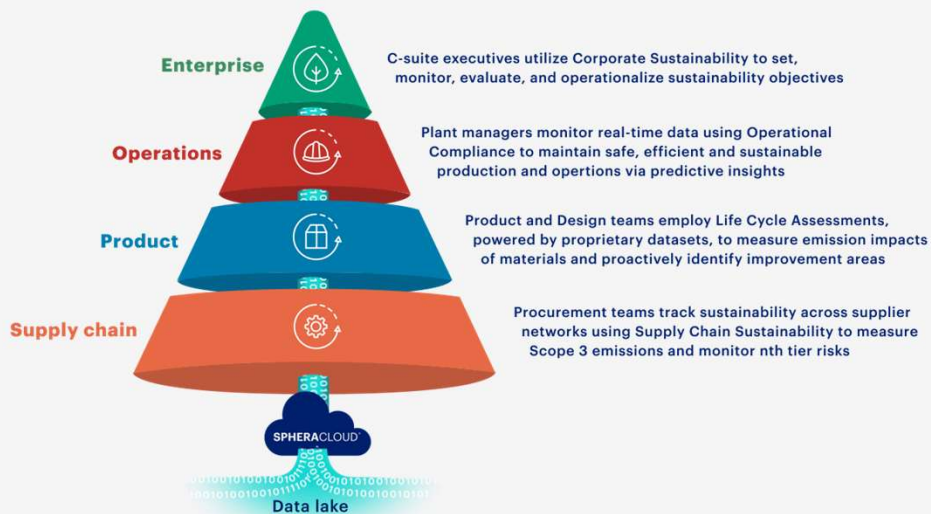 Enterprise
C-suite executives utilize Corporate Sustainability to set,
monitor, evaluate, and operationalize sustainability objectives
Operations
Plant managers monitor real-time data using Operational
Compliance to maintain safe, efficient and sustainable
production and opertions via predictive insights
Product
Product and Design teams employ Life Cycle Assessments,
powered by proprietary datasets, to measure emission impacts
of materials and proactively identify improvement areas
Supply chain
Procurement teams track sustainability across supplier
networks using Supply Chain Sustainability to measure
Scope 3 emissions and monitor nth tier risks
SPHERACLOUD
Data lake